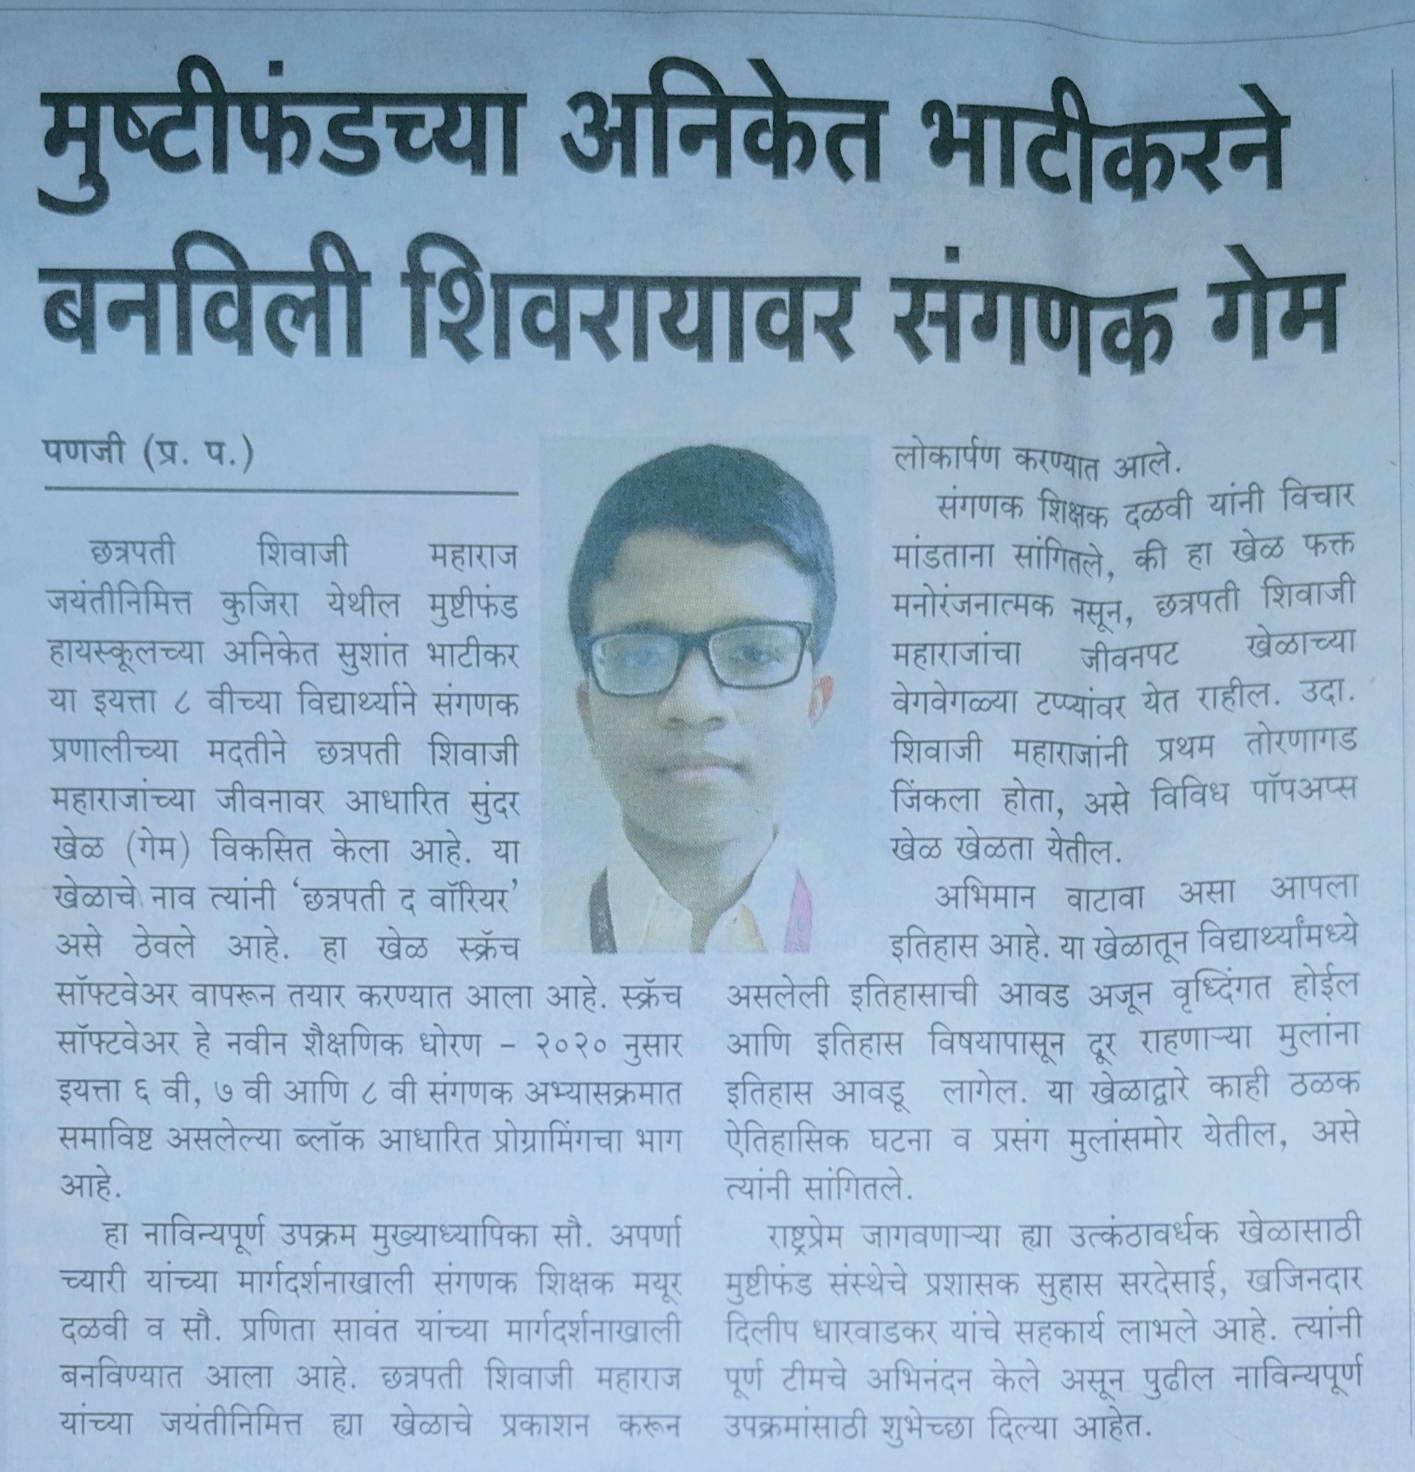 मुष्टीफंडच्या अनिकेत भाटीकरने
बनविली शिवरायावर संगणक गेम
पणजी (प्र. प.)
छत्रपती शिवाजी महाराज
जयंतीनिमित्त कुजिरा येथील मुष्टीफंड
हायस्कूलच्या अनिकेत सुशांत भाटीकर
या इयत्ता ८ वीच्या विद्यार्थ्याने संगणक
प्रणालीच्या मदतीने छत्रपती शिवाजी
महाराजांच्या जीवनावर आधारित सुंदर
खेळ (गेम) विकसित केला आहे. या
खेळाचे नाव त्यांनी ‘छत्रपती द वॉरियर’
असे ठेवले आहे. हा खेळ स्क्रॅच
सॉफ्टवेअर वापरून तयार करण्यात आला आहे. स्क्रॅच
सॉफ्टवेअर हे नवीन शैक्षणिक धोरण – २०२० नुसार
इयत्ता ६ वी, ७ वी आणि ८ वी संगणक अभ्यासक्रमात
समाविष्ट असलेल्या ब्लॉक आधारित प्रोग्रामिंगचा भाग
आहे.
हा नाविन्यपूर्ण उपक्रम मुख्याध्यापिका सौ. अपर्णा
च्यारी यांच्या मार्गदर्शनाखाली संगणक शिक्षक मयूर
दळवी व सौ. प्रणिता सावंत यांच्या मार्गदर्शनाखाली
बनविण्यात आला आहे. छत्रपती शिवाजी महाराज
यांच्या जयंतीनिमित्त ह्या खेळाचे प्रकाशन करून
लोकार्पण करण्यात आले.
संगणक शिक्षक दळवी यांनी विचार
मांडताना सांगितले, की हा खेळ फक्त
मनोरंजनात्मक नसून, छत्रपती शिवाजी
महाराजांचा जीवनपट खेळाच्या
वेगवेगळ्या टप्प्यांवर येत राहील. उदा.
शिवाजी महाराजांनी प्रथम तोरणागड
जिंकला होता, असे विविध पॉपअप्स
खेळ खेळता येतील.
अभिमान वाटावा असा आपला
इतिहास आहे. या खेळातून विद्यार्थ्यांमध्ये
असलेली इतिहासाची आवड अजून वृध्दिंगत होईल
आणि इतिहास विषयापासून दूर राहणाऱ्या मुलांना
इतिहास आवडू लागेल. या खेळाद्वारे काही ठळक
ऐतिहासिक घटना व प्रसंग मुलांसमोर येतील, असे
त्यांनी सांगितले.
राष्ट्रप्रेम जागवणाऱ्या ह्या उत्कंठावर्धक खेळासाठी
मुष्टीफंड संस्थेचे प्रशासक सुहास सरदेसाई, खजिनदार
दिलीप धारवाडकर यांचे सहकार्य लाभले आहे. त्यांनी
पूर्ण टीमचे अभिनंदन केले असून पुढील नाविन्यपूर्ण
उपक्रमांसाठी शुभेच्छा दिल्या आहेत.